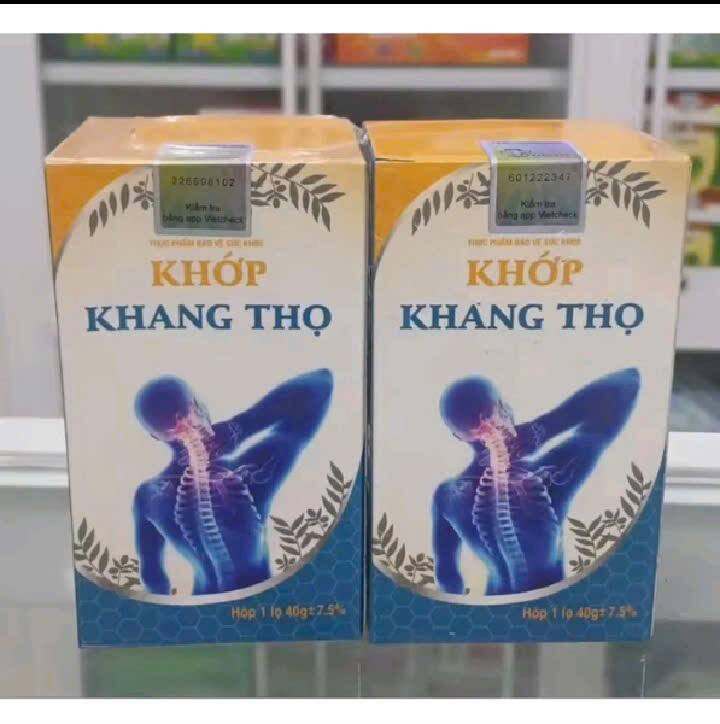 226598102
Kiểm tra
bằng app Vietcheck
THỰC PHẨM BẢO VỆ SỨC KHỎE
KHỚP
KHANG THỌ
Hộp 1 lọ 40g±7.5%
601222347
Kiểm tra
bằng app Vietcheck
THỰC PHẨM BẢO VỆ SỨC KHỎE
KHỚP
KHANG THỌ
Hộp 1 lọ 40g±7.5%